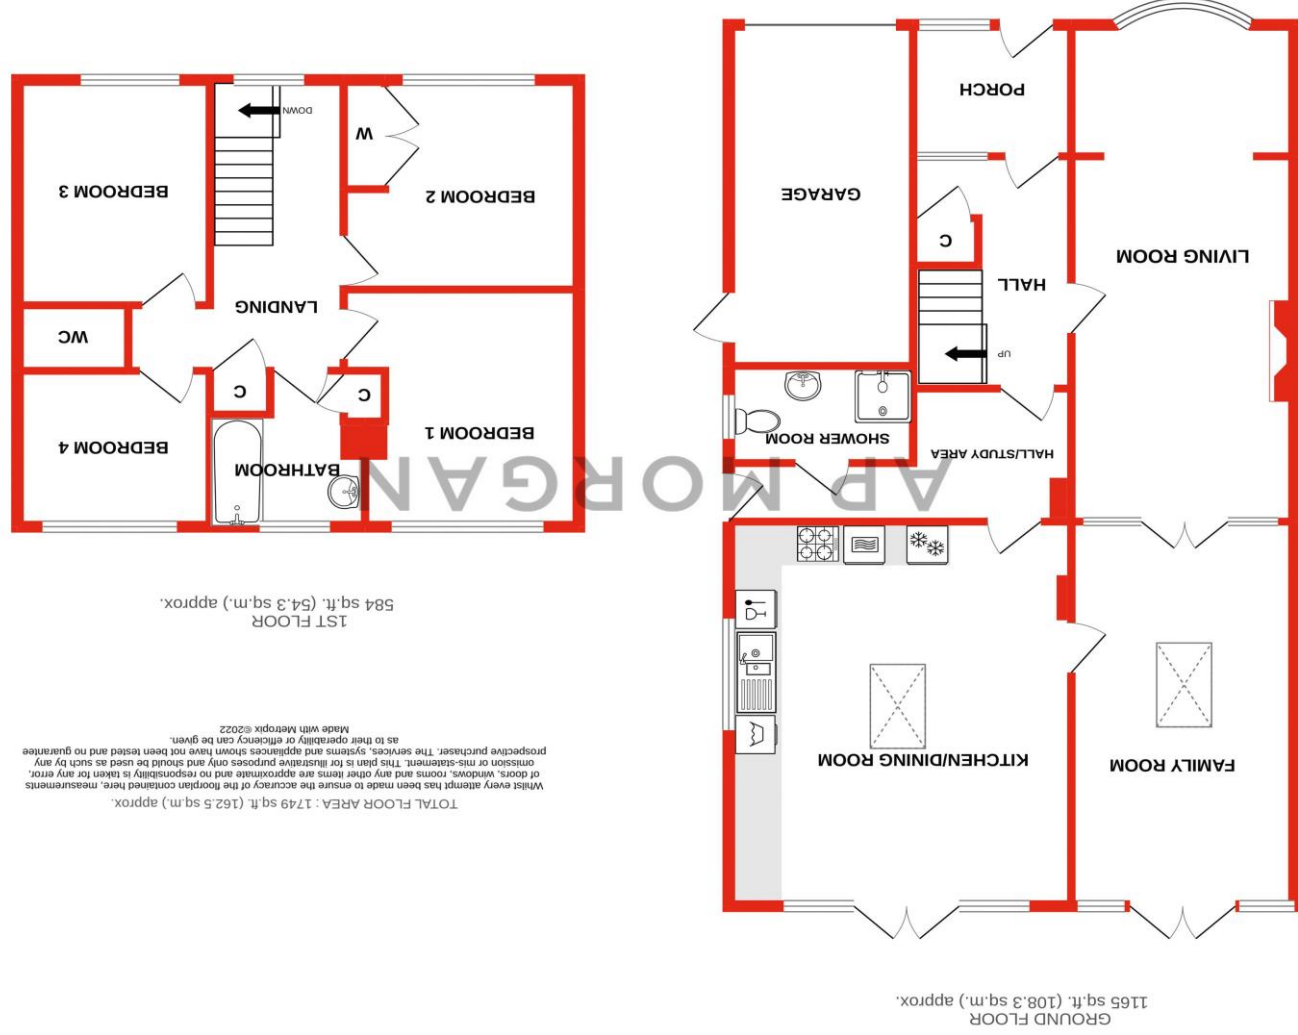 GROUND FLOOR
1165 sq.ft. (108.3 sq.m.) approx.
FAMILY ROOM
KITCHEN/DINING ROOM
HALL/STUDY AREA
SHOWER ROOM
UP
HALL
LIVING ROOM
C
GARAGE
PORCH
1ST FLOOR
584 sq.ft. (54.3 sq.m.) approx.
BATHROOM
BEDROOM 4
BEDROOM 1
C
C
WC
LANDING
BEDROOM 2
BEDROOM 3
W
DOWN
AP MORGAN
TOTAL FLOOR AREA : 1749 sq.ft. (162.5 sq.m.) approx.
Whilst every attempt has been made to ensure the accuracy of the floorplan contained here, measurements
of doors, windows, rooms and any other items are approximate and no responsibility is taken for any error,
omission or mis-statement. This plan is for illustrative purposes only and should be used as such by any
prospective purchaser. The services, systems and appliances shown have not been tested and no guarantee
as to their operability or efficiency can be given.
Made with Metropix ©2022